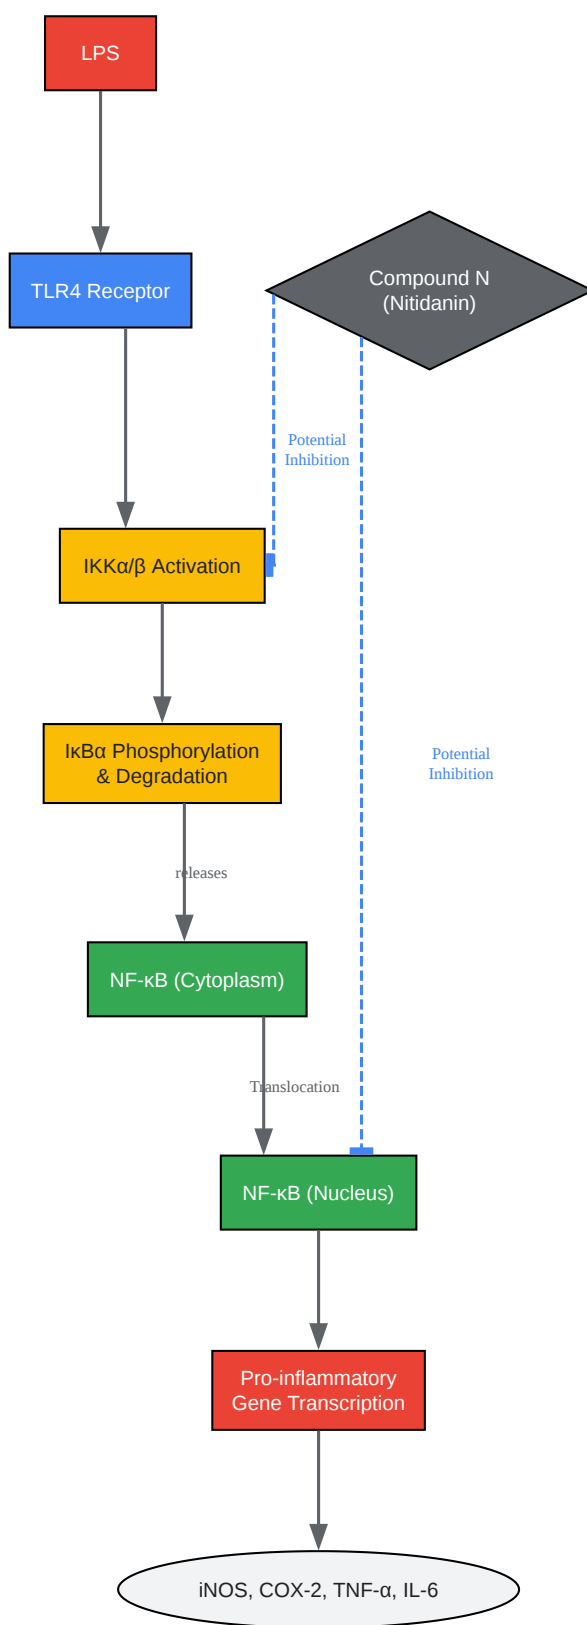 LPS
TLR4 Receptor
Compound N
(Nitidanin)
Potential
Inhibition
IKKα/β Activation
IκBα Phosphorylation
& Degradation
Potential
Inhibition
releases
NF-κB (Cytoplasm)
Translocation
NF-κB (Nucleus)
Pro-inflammatory
Gene Transcription
iNOS, COX-2, TNF-α, IL-6